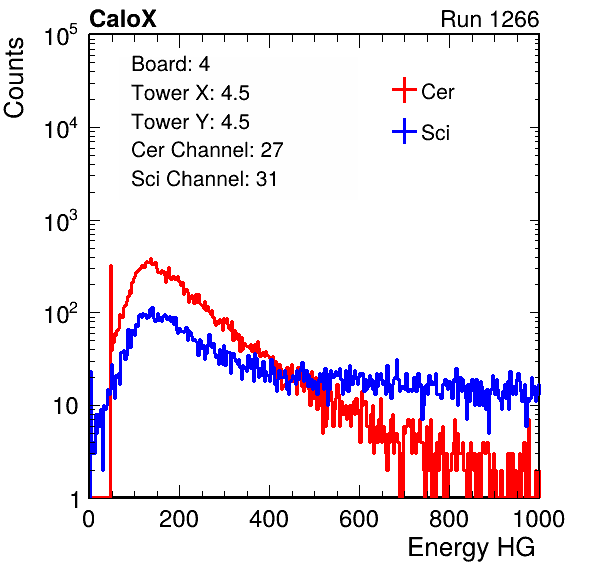 CaloX Run 1266
Counts
Board: 4
Tower X: 4.5
Tower Y: 4.5
Cer Channel: 27
Sci Channel: 31
Cer
Sci
10^5
10^4
10^3
10^2
10
1
0 200 400 600 800 1000
Energy HG